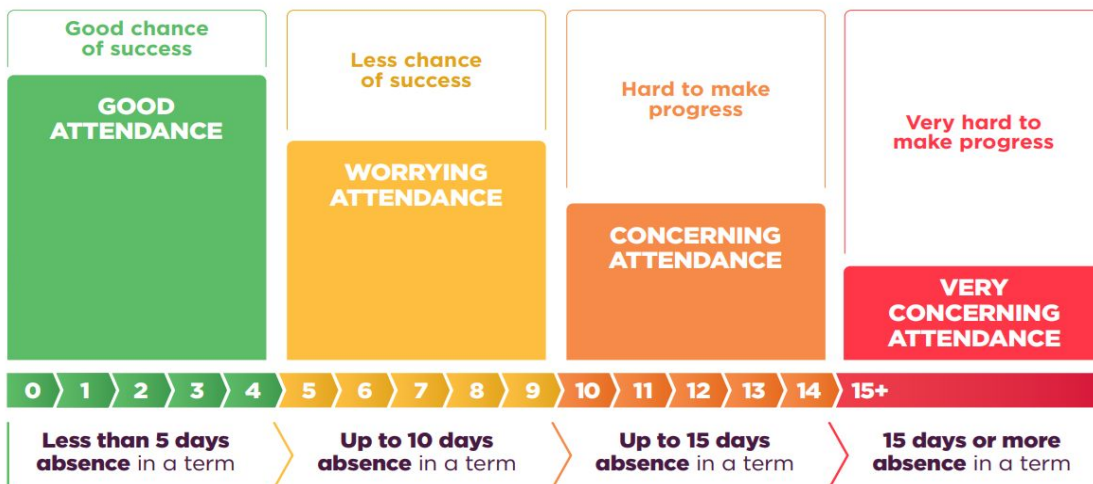 Good chance
of success
GOOD
ATTENDANCE
Less chance
of success
WORRYING
ATTENDANCE
Hard to make
progress
CONCERNING
ATTENDANCE
Very hard to
make progress
VERY
CONCERNING
ATTENDANCE
0 1 2 3 4 5 6 7 8 9 10 11 12 13 14 15+
Less than 5 days
absence in a term
Up to 10 days
absence in a term
Up to 15 days
absence in a term
15 days or more
absence in a term